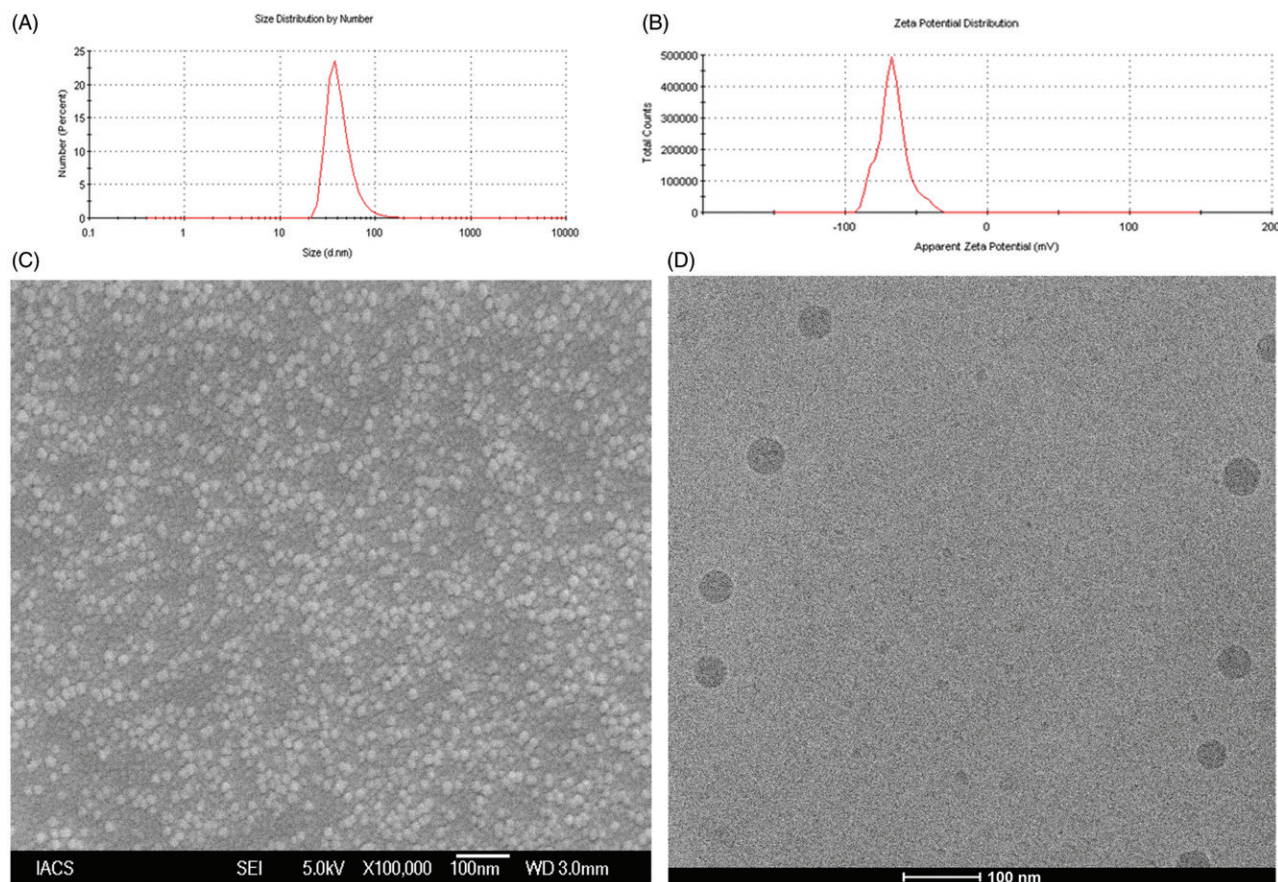 (A)
Size Distribution by Number
Number (Percent)
25
20
15
10
5
0
0.1 1 10 100 1000 10000
Size (d.nm)
(B)
Zeta Potential Distribution
Total Counts
500000
400000
300000
200000
100000
0
-100 0 100 200
Apparent Zeta Potential (mV)
(C)
IACS SEI 5.0kV X100,000 100nm WD 3.0mm
(D)
100 nm